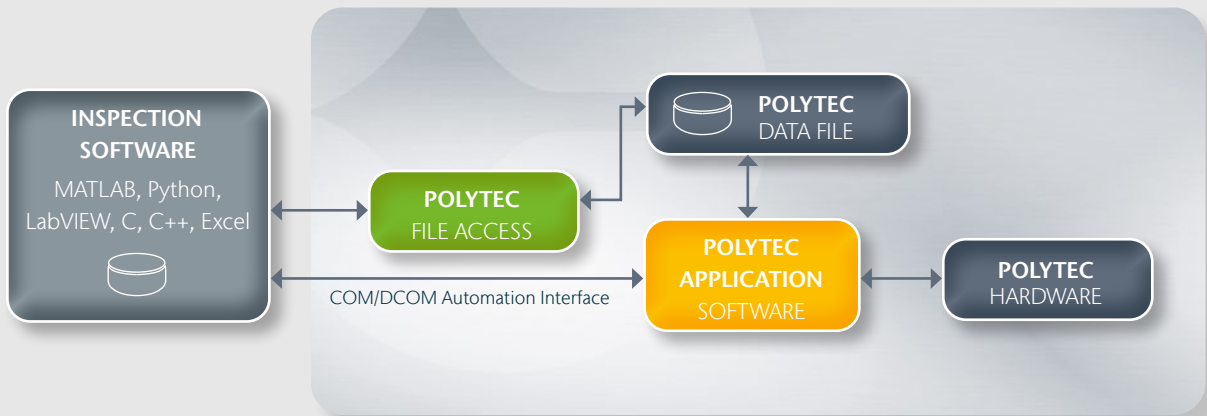 INSPECTION
SOFTWARE
MATLAB, Python,
LabVIEW, C, C++, Excel
POLYTEC
FILE ACCESS
POLYTEC
DATA FILE
COM/DCOM Automation Interface
POLYTEC
APPLICATION
SOFTWARE
POLYTEC
HARDWARE